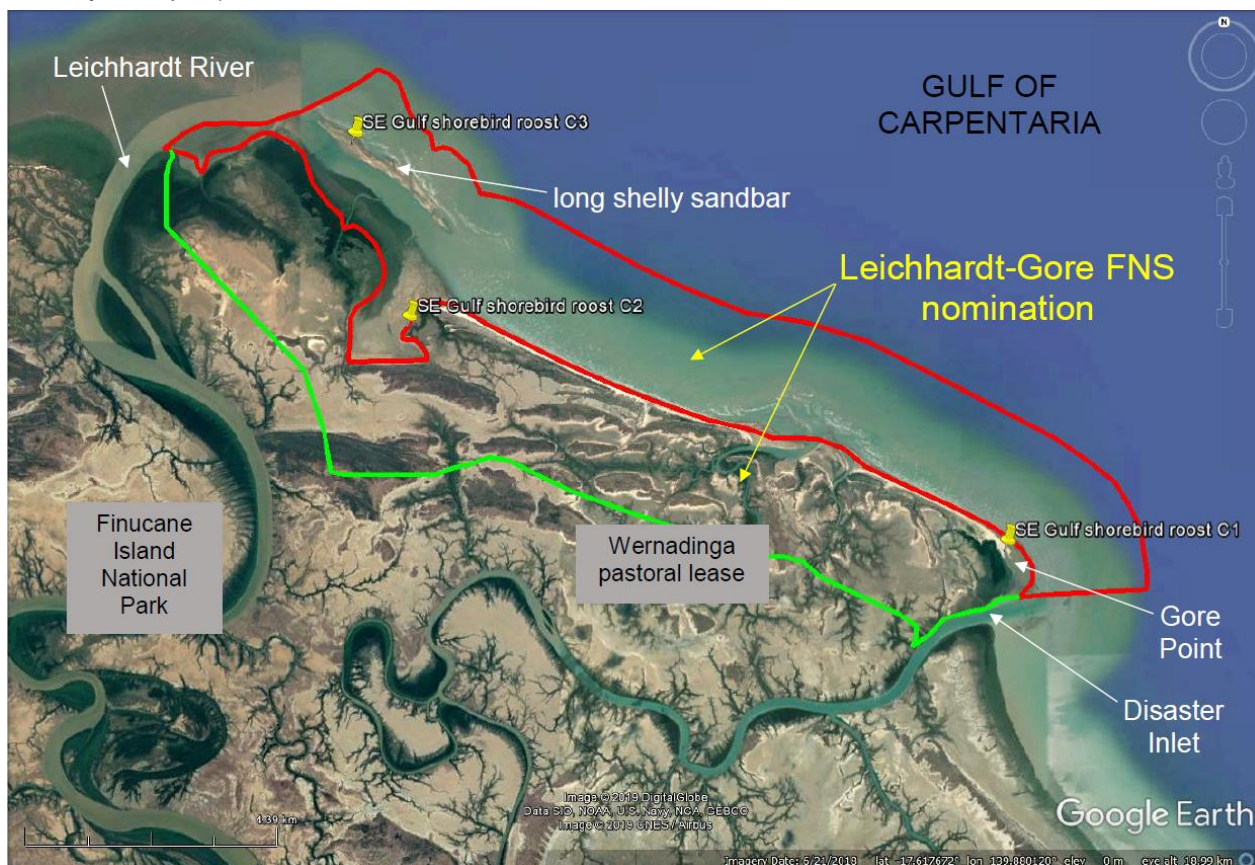 N
Leichhardt River
GULF OF
CARPENTARIA
SE Gulf shorebird roost C3
long shelly sandbar
Leichhardt-Gore FNS
nomination
SE Gulf shorebird roost C2
Finucane
Island
National
Park
Wernadinga
pastoral lease
SE Gulf shorebird roost C1
Gore
Point
Disaster
Inlet
Image © 2019 DigitalGlobe
Data SIO, NOAA, U.S. Navy, NGA, GEBCO
Image © 2019 CNES / Airbus
4.39 km
Google Earth
Imagery Date: 6/21/2018 lat -17.617672° lon 139.880120° elev 0 m eye alt 18.99 km